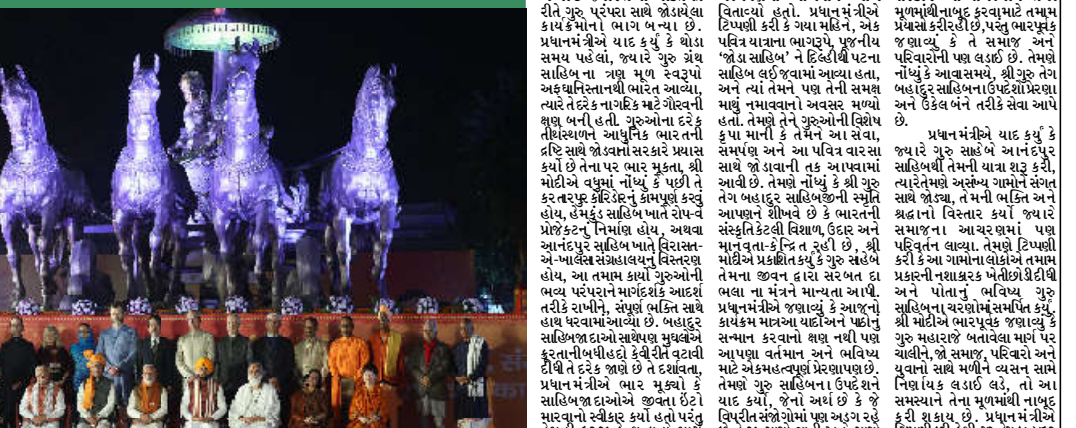 રીતે ગુરુ પરંપરા સાથે જોડાયેલા
કાર્યક્રમોનો ભાગ બન્યા છે.
પ્રધાનમંત્રીએ યાદ કર્યું કે થોડા
સમય પહેલાં, જ્યારે ગુરુ ગ્રંથ
સાહિબના ત્રણ મૂળ સ્વરૂપો
અફઘાનિસ્તાનથી ભારત આવ્યા,
ત્યારે તે દરેક નાગરિક માટે ગૌરવની
ક્ષણ બની હતી. ગુરુઓના દરેક
તીર્થસ્થળને આધુનિક ભારતની
દ્રષ્ટિ સાથે જોડવાનો સરકારે પ્રયાસ
કર્યો છે તેના પર ભાર મૂકતા, શ્રી
મોદીએ વધુમાં નોંધ્યું કે પછી તે
કરતારપુર કોરિડોરનું કામપૂર્ણ કરવું
હોય, હેમકુંડ સાહિબ ખાતે રોપ-વે
પ્રોજેક્ટનું નિર્માણ હોય, અથવા
આનંદપુર સાહિબ ખાતે વિરાસત-
એ-ખાલસા સંગ્રહાલયનું વિસ્તરણ
હોય, આ તમામ કાર્યો ગુરુઓની
ભવ્ય પરંપરાને માર્ગદર્શક આદર્શ
તરીકે રાખીને, સંપૂર્ણ ભક્તિ સાથે
હાથ ધરવામાં આવ્યા છે. બહાદુર
સાહિબજાદાઓ સાથે પણ મુઘલોએ
ક્રૂરતાની બધી હદો કેવી રીતે વટાવી
દીધી તે દરેક જાણે છે તે દર્શાવતા,
પ્રધાનમંત્રીએ ભાર મૂક્યો કે
સાહિબજાદાઓએ જીવતા ઇંટો
મારવાનો સ્વીકાર કર્યો હતો પરંતુ
વિતાવ્યો હતો. પ્રધાનમંત્રીએ
ટિપ્પણી કરી કે ગયા મહિને, એક
પવિત્ર યાત્રાના ભાગરૂપે, પૂજનીય
'જોડા સાહિબ' ને દિલ્હીથી પટના
સાહિબ લઈ જવામાં આવ્યા હતા,
અને ત્યાં તેમને પણ તેની સમક્ષ
માથું નમાવવાનો અવસર મળ્યો
હતો. તેમણે તેને ગુરુઓની વિશેષ
કૃપા માની કે તેમને આ સેવા,
સમર્પણ અને આ પવિત્ર વારસા
સાથે જોડાવાની તક આપવામાં
આવી છે. તેમણે નોંધ્યું કે શ્રી ગુરુ
તેગ બહાદુર સાહિબજીની સ્મૃતિ
આપણને શીખવે છે કે ભારતની
સંસ્કૃતિ કેટલી વિશાળ, ઉદાર અને
માનવતા-કેન્દ્રિત રહી છે, શ્રી
મોદીએ પ્રકાશિત કર્યું કે ગુરુ સાહેબે
તેમના જીવન દ્વારા સરબત દા
ભલા ના મંત્રને માન્યતા આપી.
પ્રધાનમંત્રીએ જણાવ્યું કે આજનો
કાર્યક્રમ માત્ર આ યાદો અને પાઠોનું
સન્માન કરવાનો ક્ષણ નથી પણ
આપણા વર્તમાન અને ભવિષ્ય
માટે એક મહત્વપૂર્ણ પ્રેરણા પણ છે.
તેમણે ગુરુ સાહિબના ઉપદેશને
યાદ કર્યો, જેનો અર્થ છે કે જે
વિપરીત સંજોગોમાં પણ અડગ રહે
મૂળમાંથી નાબૂદ કરવા માટે તમામ
પ્રયાસો કરી રહી છે, પરંતુ ભારપૂર્વક
જણાવ્યું કે તે સમાજ અને
પરિવારોની પણ લડાઈ છે. તેમણે
નોંધ્યું કે આવા સમયે, શ્રી ગુરુ તેગ
બહાદુર સાહિબના ઉપદેશો પ્રેરણા
અને ઉકેલ બંને તરીકે સેવા આપે
છે.
પ્રધાનમંત્રીએ યાદ કર્યું કે
જ્યારે ગુરુ સાહેબે આનંદપુર
સાહિબથી તેમની યાત્રા શરૂ કરી,
ત્યારે તેમણે અસંખ્ય ગામોને સંગત
સાથે જોડ્યા, તેમની ભક્તિ અને
શ્રદ્ધાનો વિસ્તાર કર્યો જ્યારે
સમાજના આચરણમાં પણ
પરિવર્તન લાવ્યા. તેમણે ટિપ્પણી
કરી કે આ ગામોના લોકોએ તમામ
પ્રકારની નશાકારક ખેતી છોડી દીધી
અને પોતાનું ભવિષ્ય ગુરુ
સાહિબના ચરણોમાં સમર્પિત કર્યું.
શ્રી મોદીએ ભારપૂર્વક જણાવ્યું કે
ગુરુ મહારાજે બતાવેલા માર્ગ પર
ચાલીને, જો સમાજ, પરિવારો અને
યુવાનો સાથે મળીને વ્યસન સામે
નિર્ણાયક લડાઈ લડે, તો આ
સમસ્યાને તેના મૂળમાંથી નાબૂદ
કરી શકાય છે. પ્રધાનમંત્રીએ